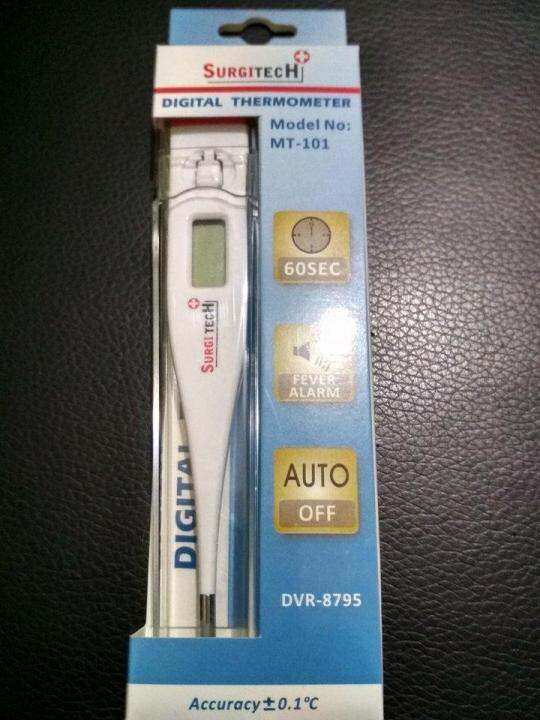 SURGITECH
DIGITAL THERMOMETER
Model No:
MT-101
60SEC
SURGITECH
FEVER
ALARM
AUTO
OFF
DIGITAL
DVR-8795
Accuracy±0.1°C